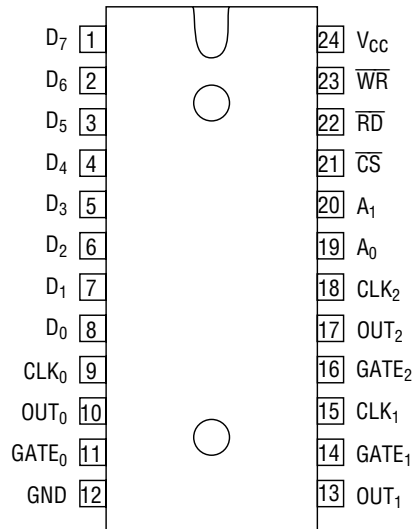 D7 1 24 VCC
D6 2 23 WR
D5 3 22 RD
D4 4 21 CS
D3 5 20 A1
D2 6 19 A0
D1 7 18 CLK2
D0 8 17 OUT2
CLK0 9 16 GATE2
OUT0 10 15 CLK1
GATE0 11 14 GATE1
GND 12 13 OUT1